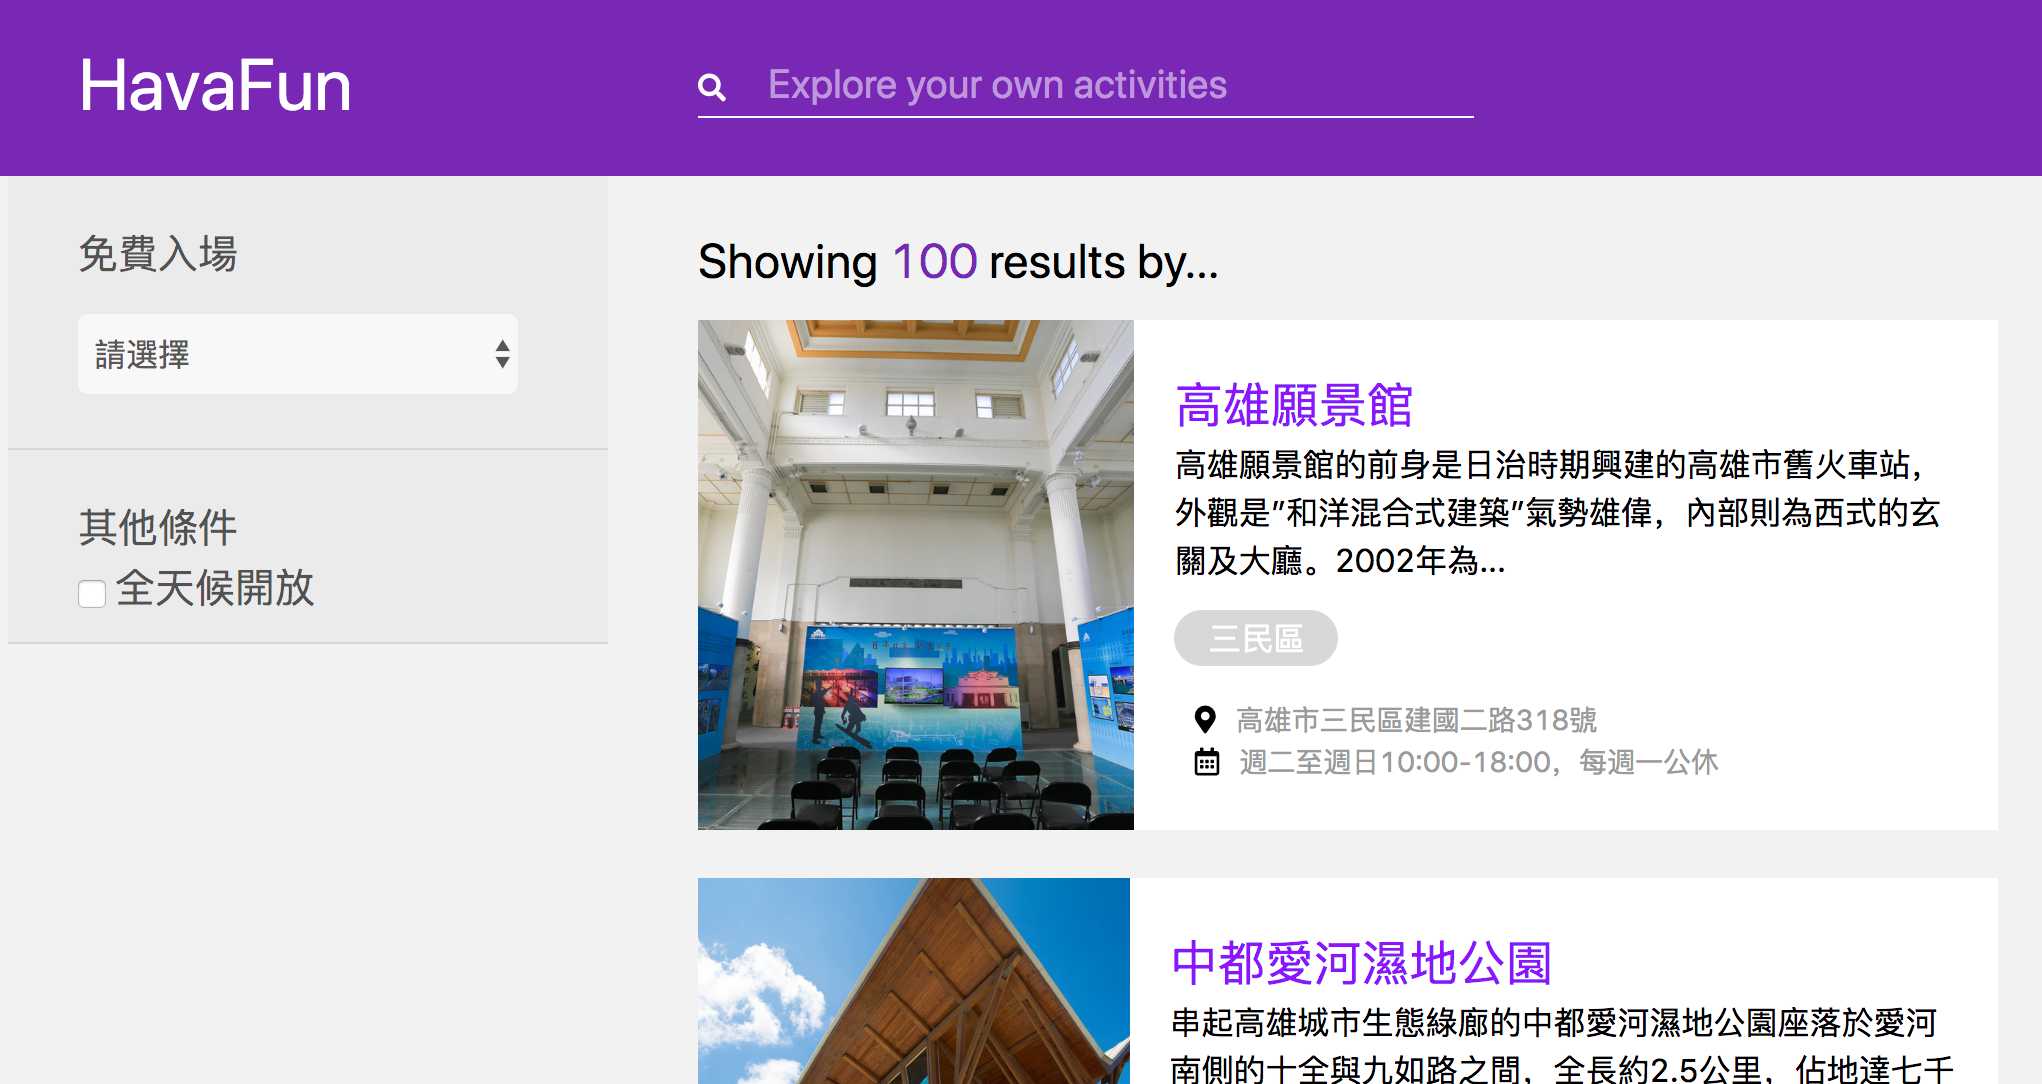 HavaFun
Explore your own activities
免費入場
請選擇
其他條件
全天候開放
Showing 100 results by...
高雄願景館
高雄願景館的前身是日治時期興建的高雄市舊火車站，
外觀是”和洋混合式建築”氣勢雄偉，內部則為西式的玄
關及大廳。2002年為...
三民區
高雄市三民區建國二路318號
週二至週日10:00-18:00，每週一公休
中都愛河濕地公園
串起高雄城市生態綠廊的中都愛河濕地公園座落於愛河
南側的十全與九如路之間，全長約2.5公里，佔地達七千